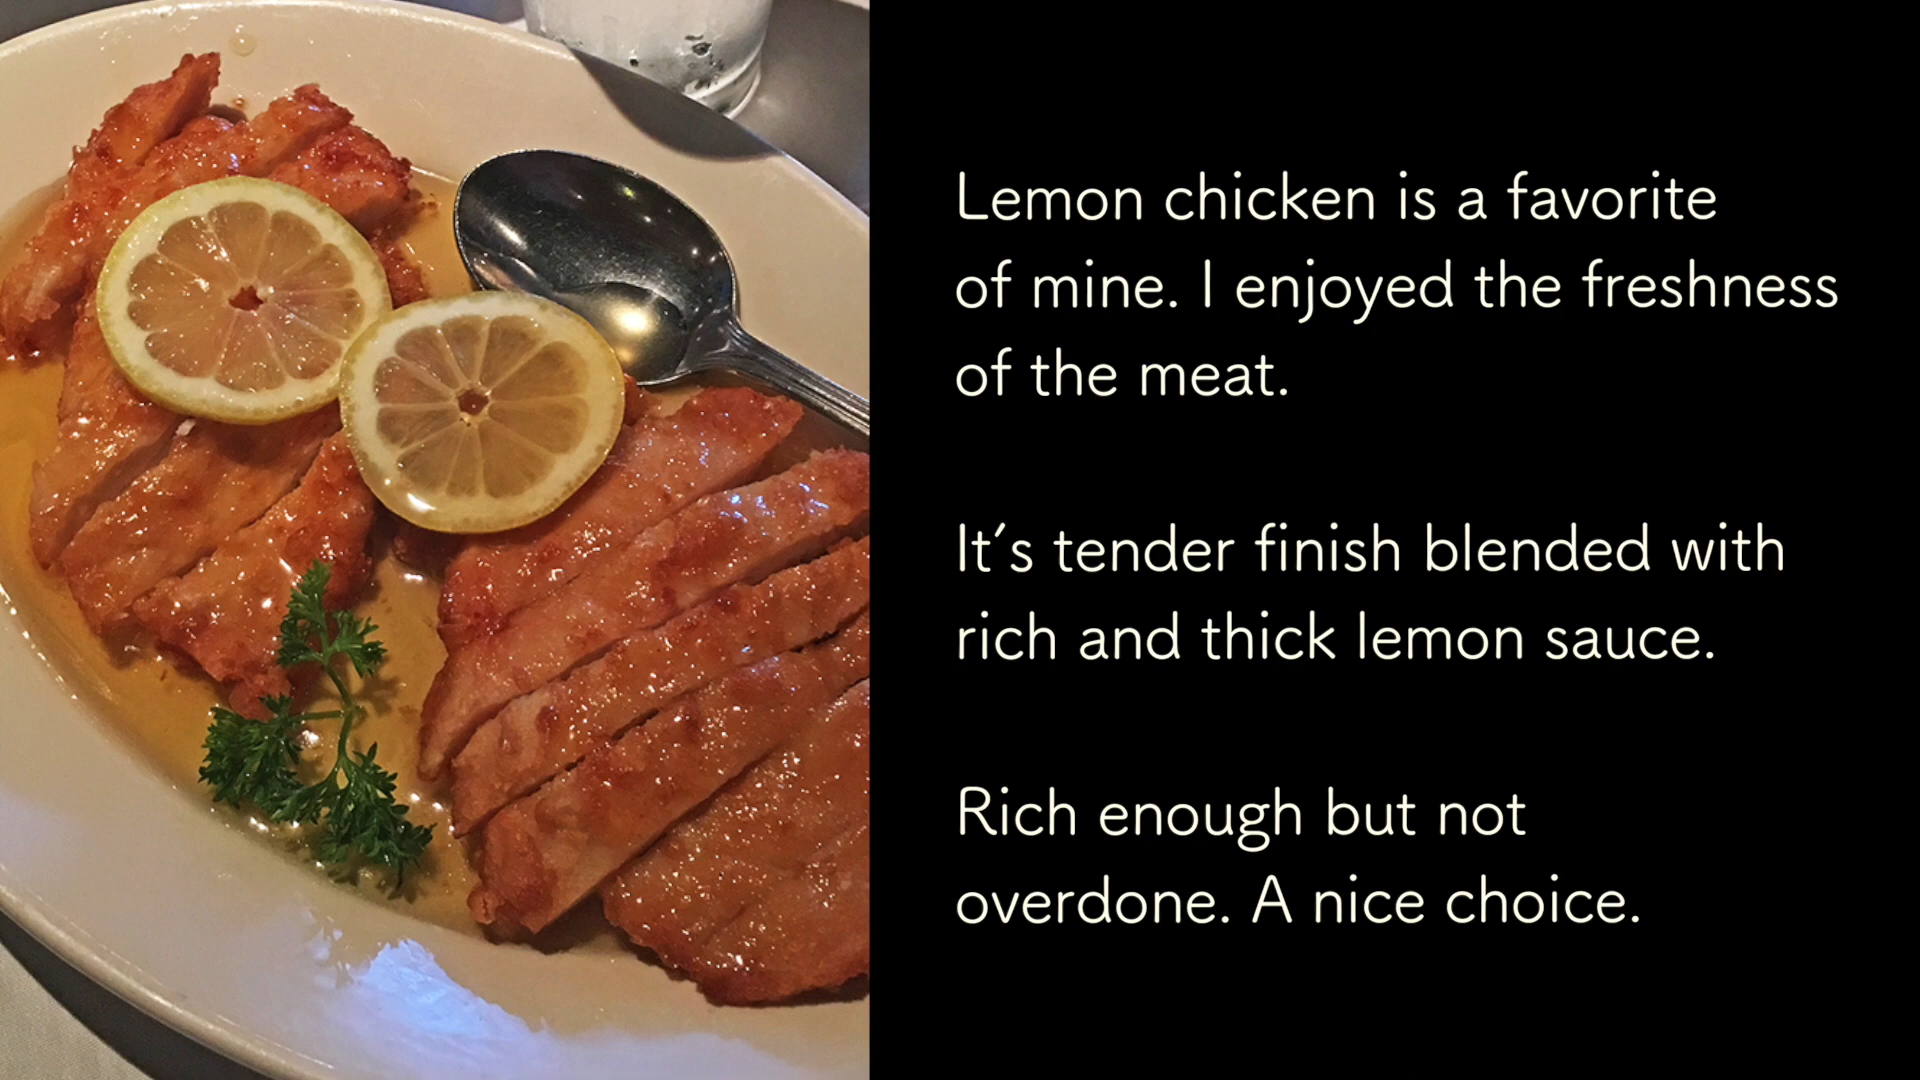 Lemon chicken is a favorite
of mine. I enjoyed the freshness
of the meat.
It's tender finish blended with
rich and thick lemon sauce.
Rich enough but not
overdone. A nice choice.